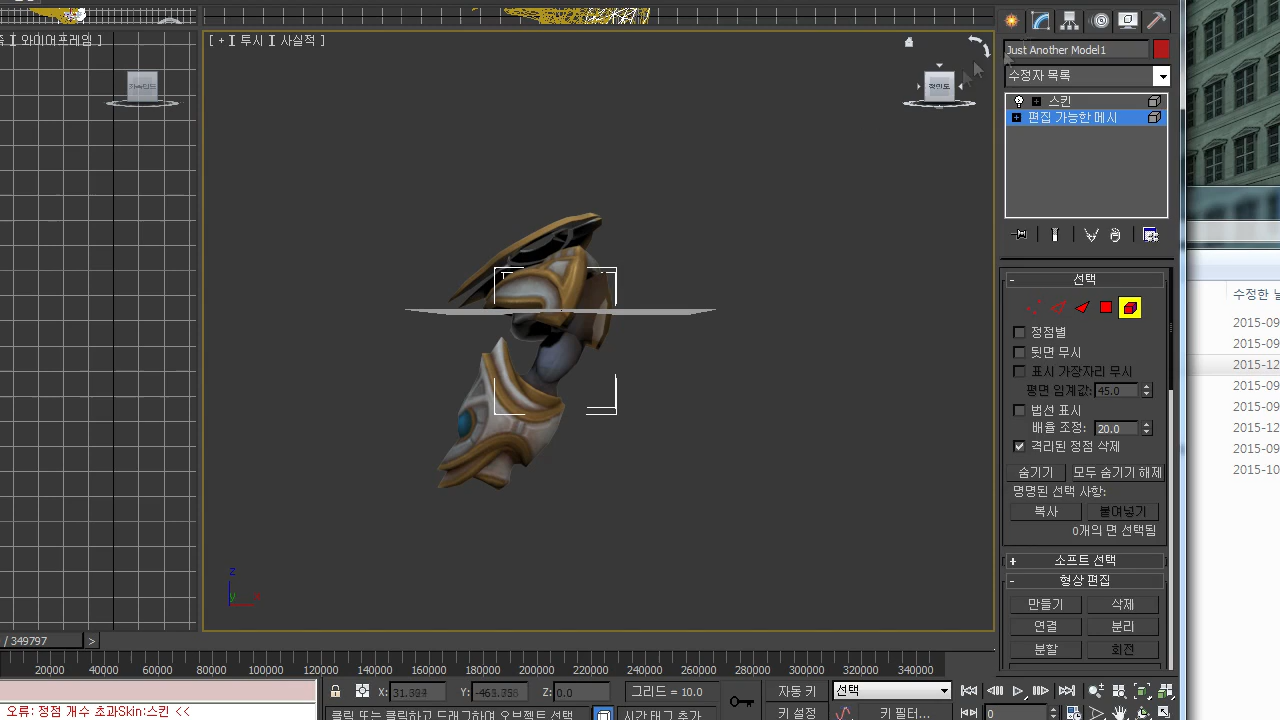 와이어프레임 ]
[ + ] 투시 ] 사실적 ]
정면도
Just Another Model1
수정자 목록
스킨
편집 가능한 메시
선택
정점별
뒷면 무시
표시 가장자리 무시
평면 임계값: 45.0
법선 표시
배율 조정: 20.0
격리된 정점 삭제
숨기기 모두 숨기기 해제
명명된 선택 사항:
복사 붙여넣기
0개의 면 선택됨
소프트 선택
형상 편집
만들기 삭제
연결 분리
분할 회전
수정한 날
2015-09
2015-09
2015-12
2015-09
2015-09
2015-12
2015-09
2015-10
/ 349797 >
20000 40000 60000 80000 100000 120000 140000 160000 180000 200000 220000 240000 260000 280000 300000 320000 340000
X: Y: Z: 0.0 그리드 = 10.0 자동 키 선택
오류: 정점 개수 초과Skin:스킨 <<
클릭 또는 클릭하고 드래그하여 오브젝트 선택 시간 태그 추가 키 설정 키 필터... 0